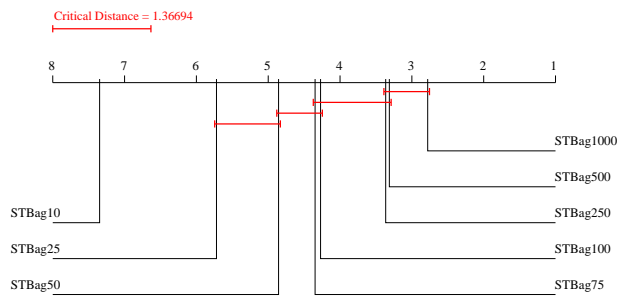 Critical Distance = 1.36694
8 7 6 5 4 3 2 1
STBag1000
STBag500
STBag10 STBag250
STBag25 STBag100
STBag50 STBag75